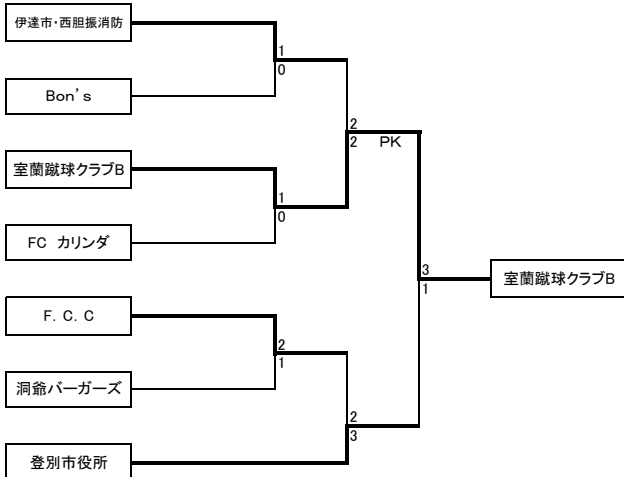 伊達市・西胆振消防
1
0
Bon's
2
2 PK
室蘭蹴球クラブB
1
0
FC カリンダ
3
1
室蘭蹴球クラブB
F.C.C
2
1
洞爺バーガーズ
2
3
登別市役所